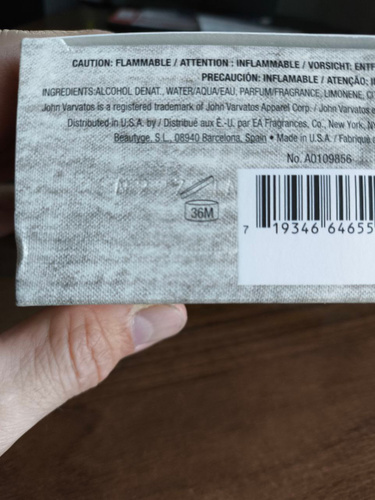 CAUTION: FLAMMABLE / ATTENTION : INFLAMMABLE / VORSICHT: ENTF
PRECAUCIÓN: INFLAMABLE / ATENÇÃO: I
INGREDIENTS:ALCOHOL DENAT., WATER/AQUA/EAU, PARFUM/FRAGRANCE, LIMONENE, CI
John Varvatos is a registered trademark of John Varvatos Apparel Corp. / John Varvatos e
Distributed in U.S.A. by / Distribué aux É.-U. par EA Fragrances, Co., New York, NY
Beautyge, S.L., 08940 Barcelona, Spain • Made in U.S.A. / Fabriqué
No. A0109856
36M
7 19346 64655